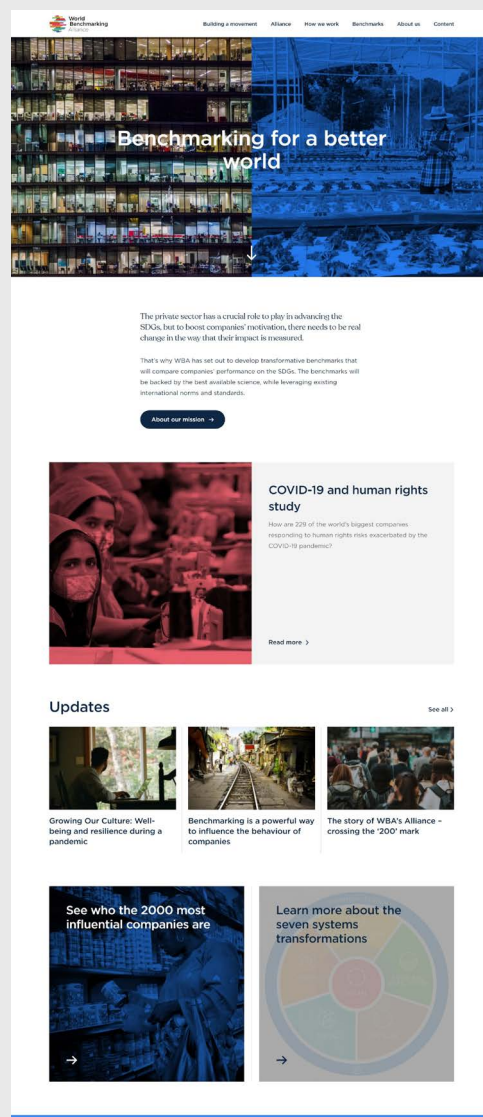 World
Benchmarking
Alliance
Building a movement Alliance How we work Benchmarks About us Content
Benchmarking for a better
world
The private sector has a crucial role to play in advancing the
SDGs, but to boost companies' motivation, there needs to be real
change in the way that their impact is measured.
That's why WBA has set out to develop transformative benchmarks that
will compare companies' performance on the SDGs. The benchmarks will
be backed by the best available science, while leveraging existing
international norms and standards.
About our mission →
COVID-19 and human rights
study
How are 229 of the world's biggest companies
responding to human rights risks exacerbated by the
COVID-19 pandemic?
Read more >
Updates
See all >
Growing Our Culture: Well-
being and resilience during a
pandemic
Benchmarking is a powerful way
to influence the behaviour of
companies
The story of WBA's Alliance –
crossing the '200' mark
See who the 2000 most
influential companies are
Learn more about the
seven systems
transformations